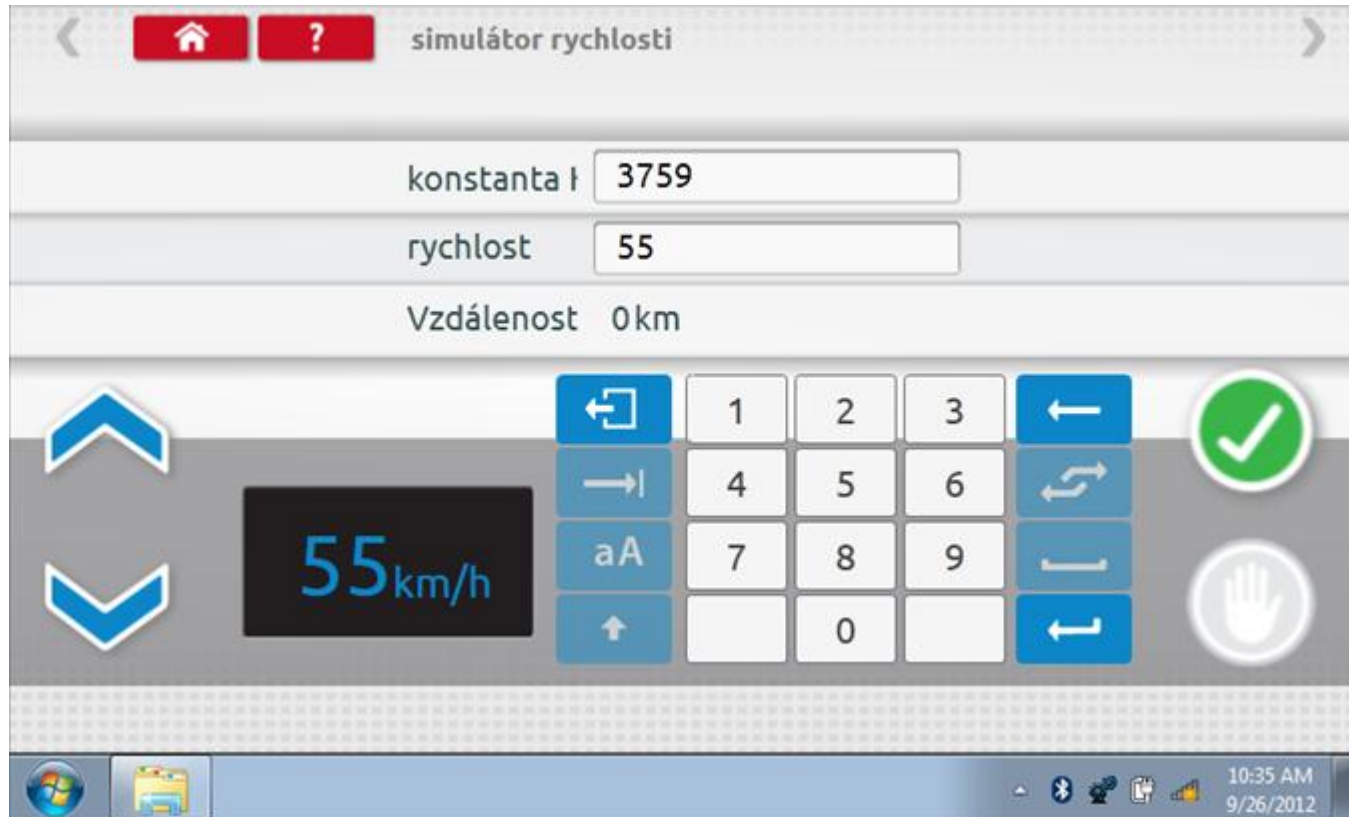 ? simulátor rychlosti
konstanta 3759
rychlost 55
Vzdálenost 0km
1 2 3
4 5 6
55km/h
aA 7 8 9
0
10:35 AM
9/26/2012